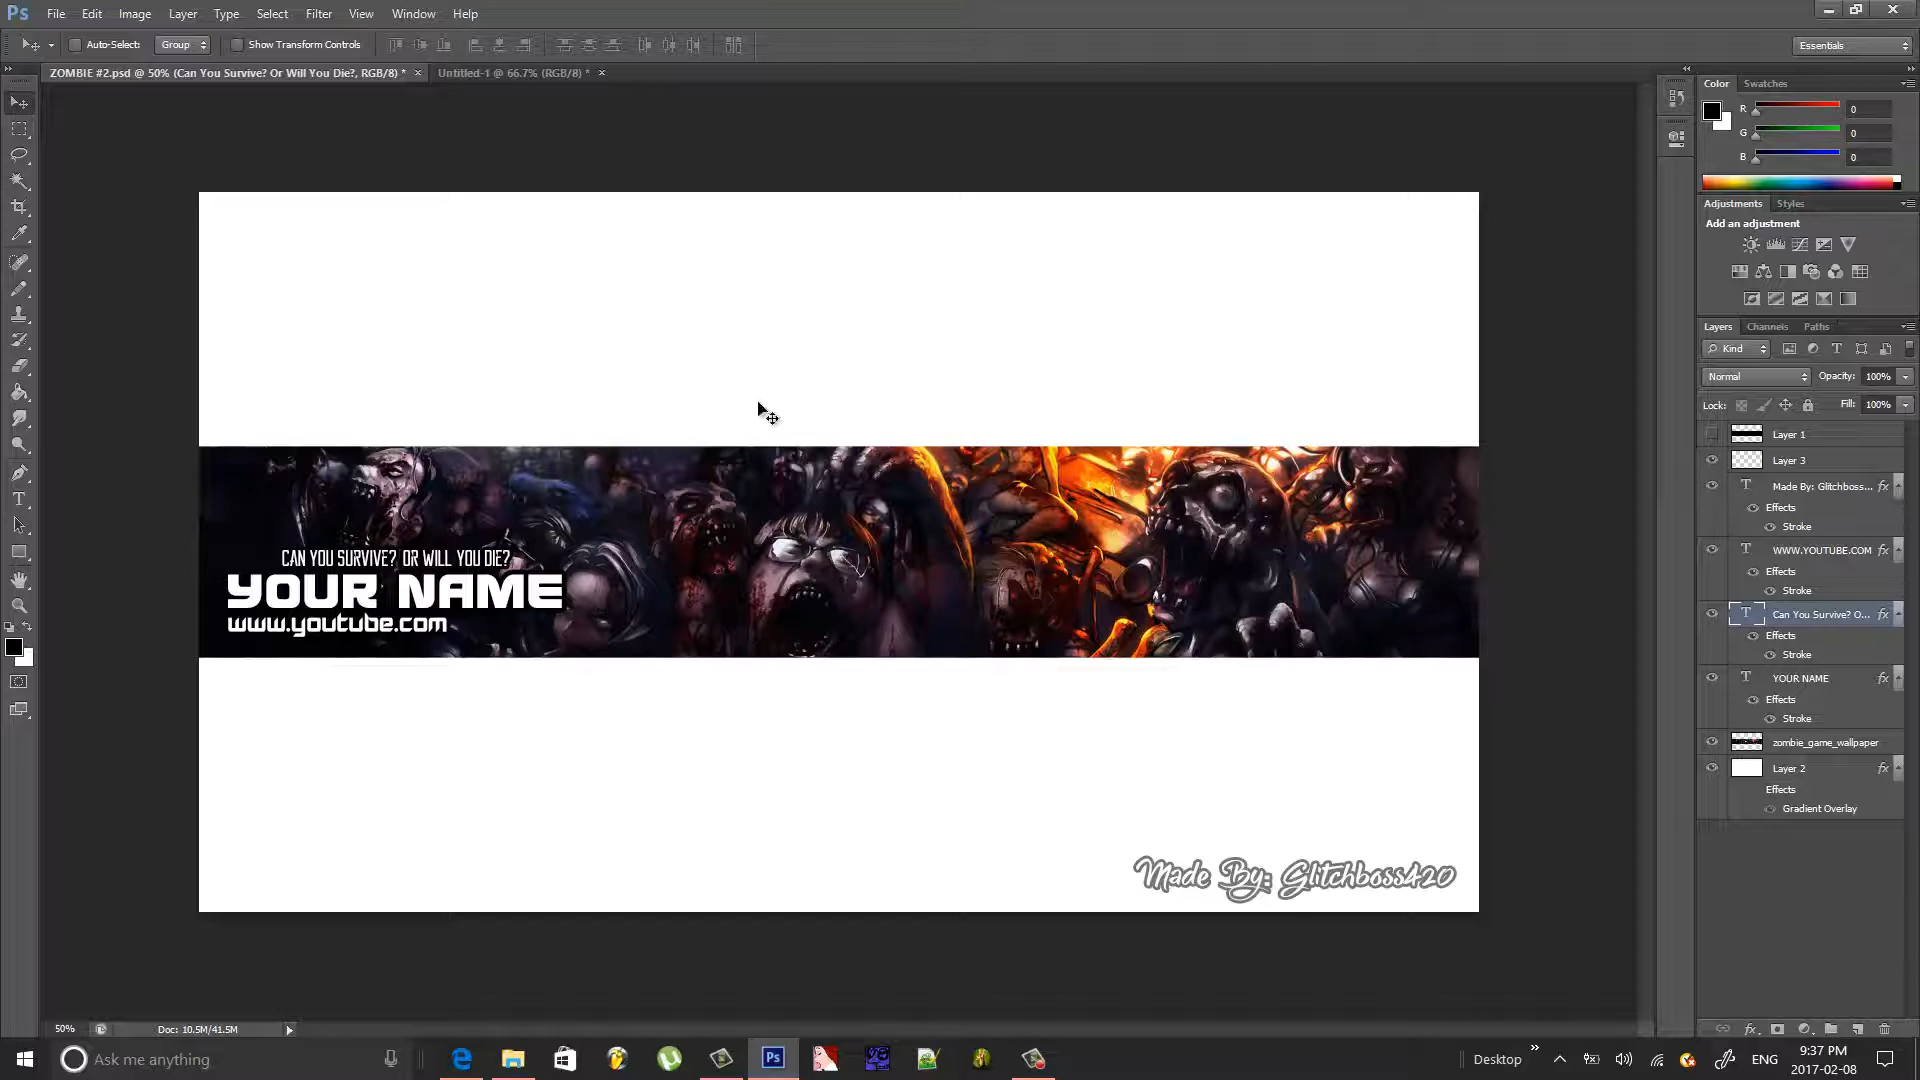 Ps File Edit Image Layer Type Select Filter View Window Help
Auto-Select: Group Show Transform Controls Essentials
ZOMBIE #2.psd @ 50% (Can You Survive? Or Will You Die?, RGB/8) * × Untitled-1 @ 66.7% (RGB/8) * ×
Color Swatches
R 0
G 0
B 0
Adjustments Styles
Add an adjustment
Layers Channels Paths
Kind
Normal Opacity: 100%
Lock: Fill: 100%
Layer 1
Layer 3
Made By: Glitchboss... fx
Effects
Stroke
WWW.YOUTUBE.COM fx
Effects
Stroke
Can You Survive? O... fx
Effects
Stroke
YOUR NAME fx
Effects
Stroke
zombie_game_wallpaper
Layer 2 fx
Effects
Gradient Overlay
CAN YOU SURVIVE? OR WILL YOU DIE?
YOUR NAME
www.youtube.com
Made By: Glitchboss420
50% Doc: 10.5M/41.5M
Ask me anything
Ps
Desktop
ENG
9:37 PM
2017-02-08